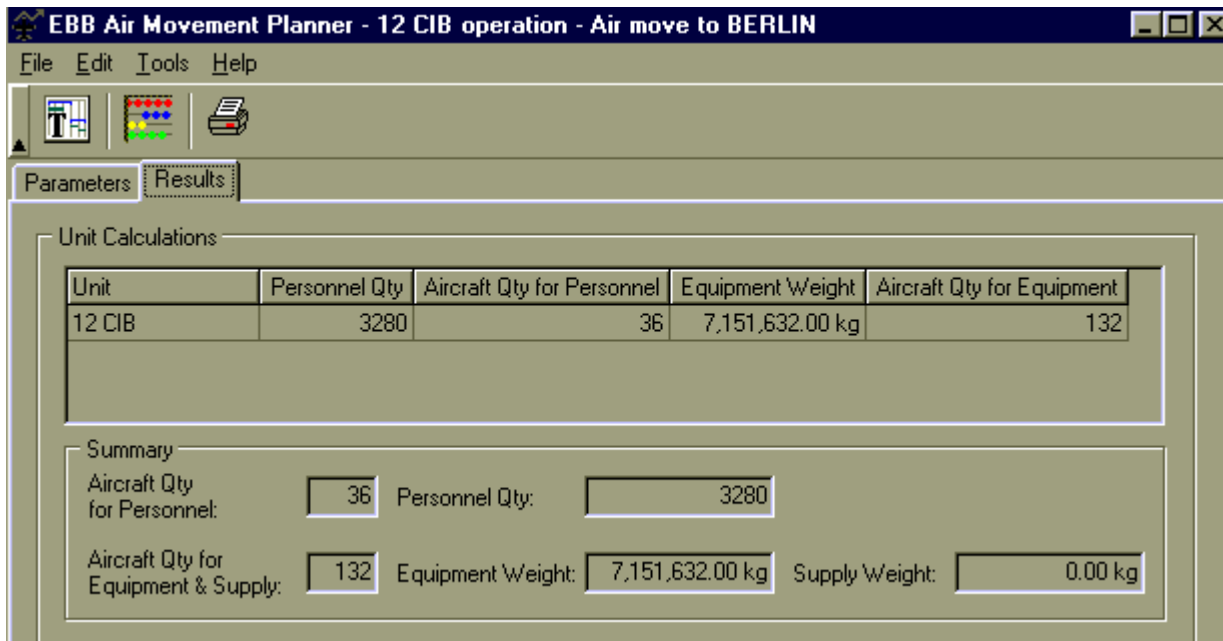 EBB Air Movement Planner - 12 CIB operation - Air move to BERLIN
File Edit Tools Help
T
Parameters Results
Unit Calculations
Unit Personnel Qty Aircraft Qty for Personnel Equipment Weight Aircraft Qty for Equipment
12 CIB 3280 36 7,151,632.00 kg 132
Summary
Aircraft Qty
for Personnel: 36 Personnel Qty: 3280
Aircraft Qty for
Equipment & Supply: 132 Equipment Weight: 7,151,632.00 kg Supply Weight: 0.00 kg